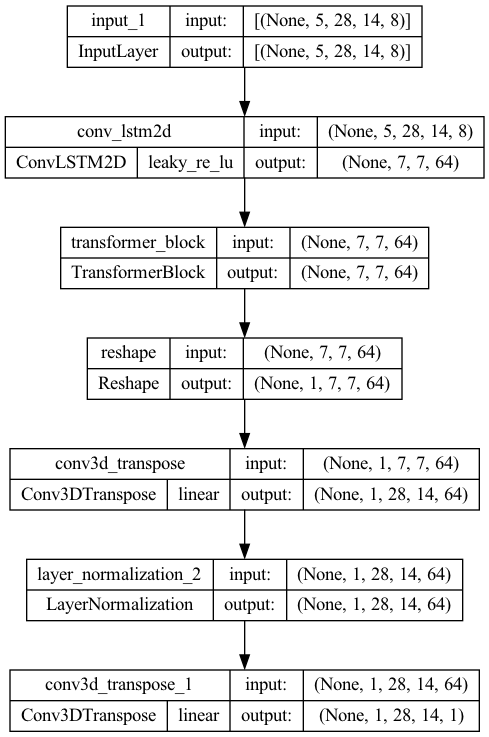 input_1 input: [(None, 5, 28, 14, 8)]
InputLayer output: [(None, 5, 28, 14, 8)]
conv_lstm2d input: (None, 5, 28, 14, 8)
ConvLSTM2D leaky_re_lu output: (None, 7, 7, 64)
transformer_block input: (None, 7, 7, 64)
TransformerBlock output: (None, 7, 7, 64)
reshape input: (None, 7, 7, 64)
Reshape output: (None, 1, 7, 7, 64)
conv3d_transpose input: (None, 1, 7, 7, 64)
Conv3DTranspose linear output: (None, 1, 28, 14, 64)
layer_normalization_2 input: (None, 1, 28, 14, 64)
LayerNormalization output: (None, 1, 28, 14, 64)
conv3d_transpose_1 input: (None, 1, 28, 14, 64)
Conv3DTranspose linear output: (None, 1, 28, 14, 1)